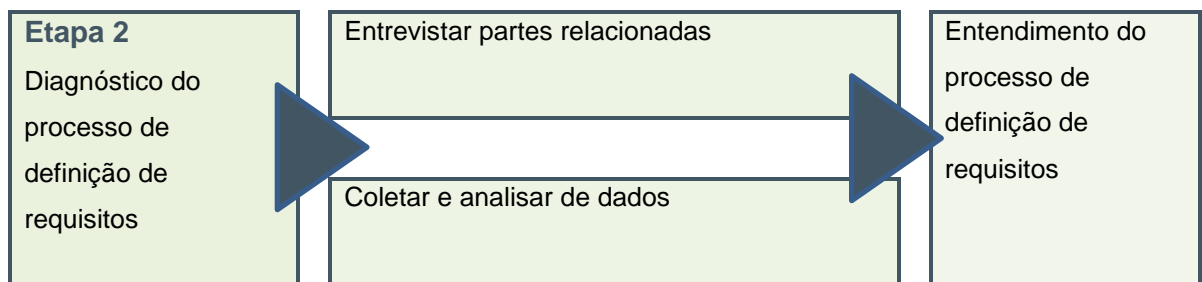 Etapa 2
Diagnóstico do
processo de
definição de
requisitos
Entrevistar partes relacionadas
Coletar e analisar de dados
Entendimento do
processo de
definição de
requisitos